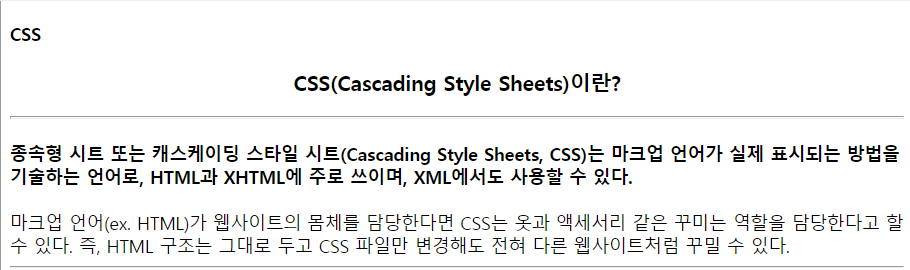 CSS
CSS(Cascading Style Sheets)이란?
종속형 시트 또는 캐스케이딩 스타일 시트(Cascading Style Sheets, CSS)는 마크업 언어가 실제 표시되는 방법을
기술하는 언어로, HTML과 XHTML에 주로 쓰이며, XML에서도 사용할 수 있다.
마크업 언어(ex. HTML)가 웹사이트의 몸체를 담당한다면 CSS는 옷과 액세서리 같은 꾸미는 역할을 담당한다고 할
수 있다. 즉, HTML 구조는 그대로 두고 CSS 파일만 변경해도 전혀 다른 웹사이트처럼 꾸밀 수 있다.